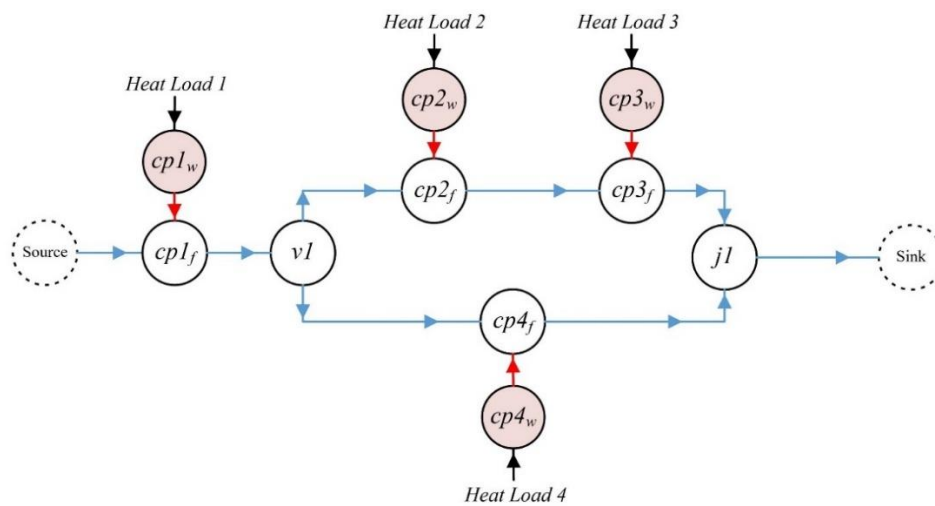 Heat Load 2
Heat Load 3
Heat Load 1
cp2w
cp3w
cp1w
cp2f
cp3f
Source
cp1f
v1
j1
Sink
cp4f
cp4w
Heat Load 4